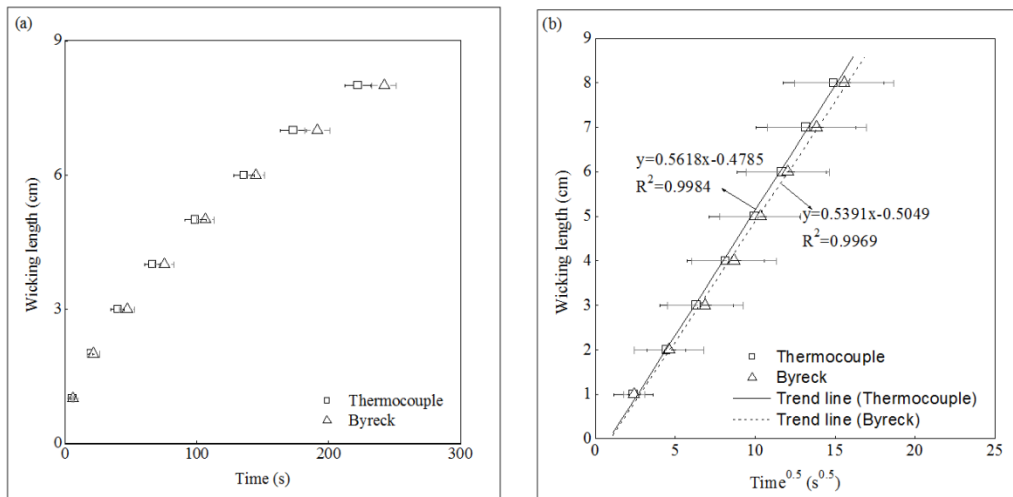 (a)
9
6
3
0
Wicking length (cm)
0
100
200
300
Time (s)
Thermocouple
Byreck
(b)
9
8
7
6
5
4
3
2
1
0
Wicking length (cm)
0
5
10
15
20
25
Time^0.5 (s^0.5)
y=0.5618x-0.4785
R²=0.9984
y=0.5391x-0.5049
R²=0.9969
Thermocouple
Byreck
Trend line (Thermocouple)
Trend line (Byreck)